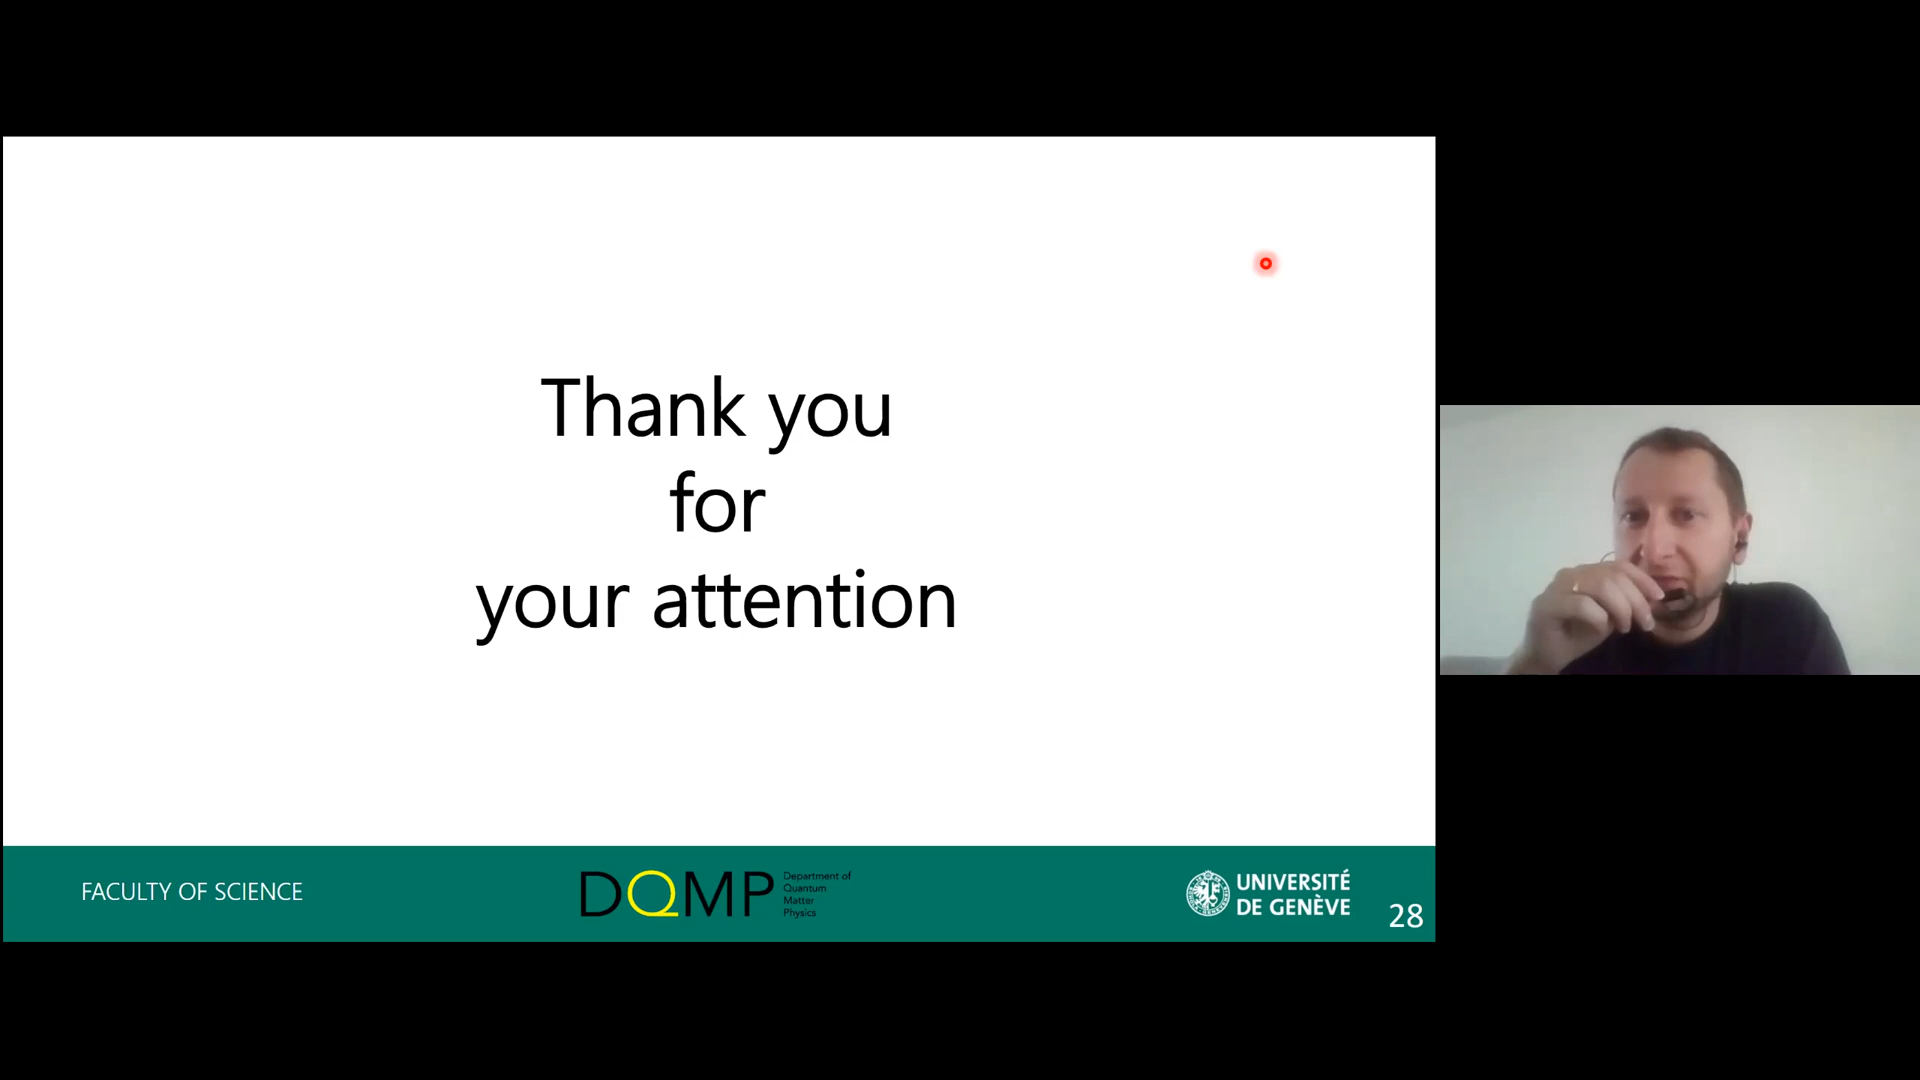 Thank you
for
your attention
FACULTY OF SCIENCE
DQMP
Department of
Quantum
Matter
Physics
UNIVERSITÉ
DE GENÈVE
28